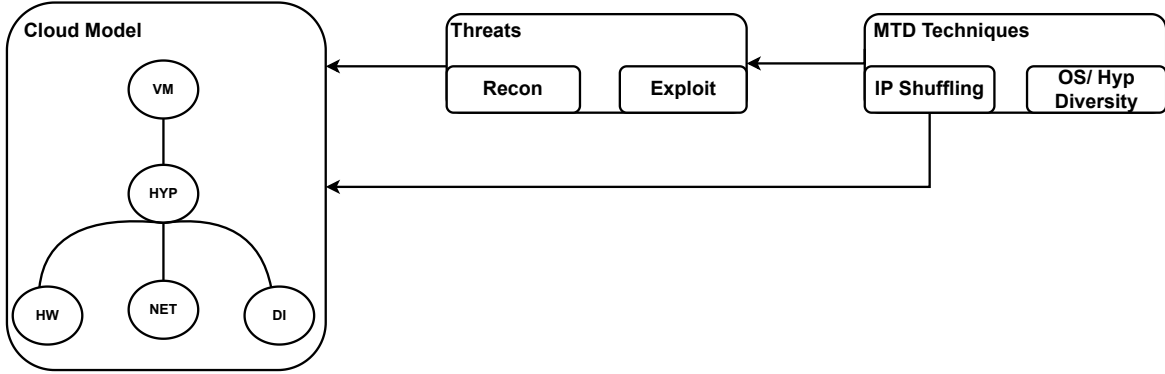 Cloud Model
VM
HYP
HW
NET
DI
Threats
Recon
Exploit
MTD Techniques
IP Shuffling
OS/ Hyp
Diversity